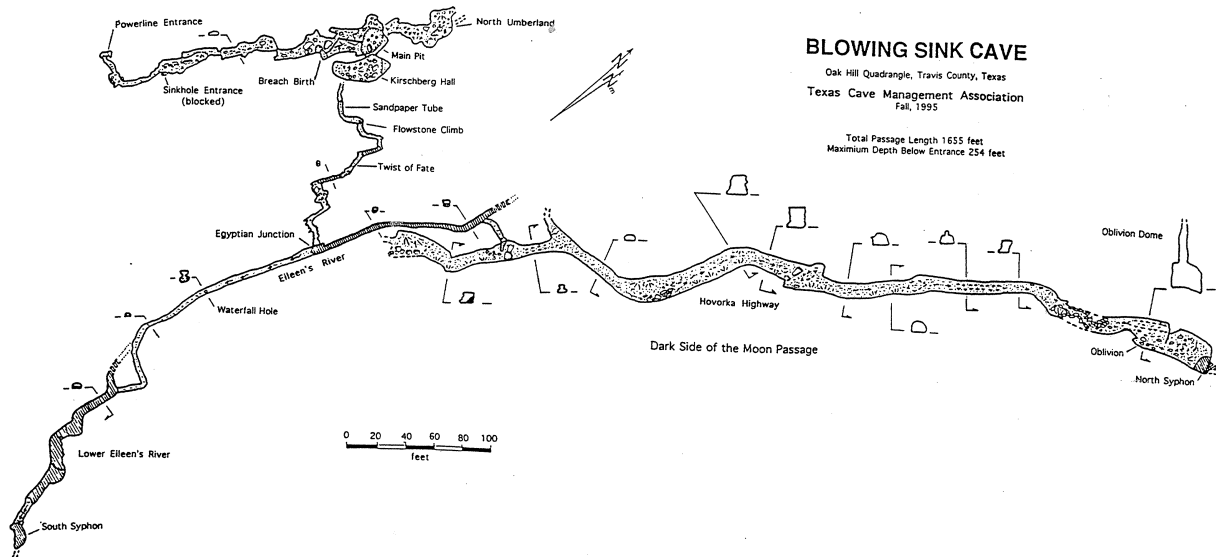 BLOWING SINK CAVE
Oak Hill Quadrangle, Travis County, Texas
Texas Cave Management Association
Fall, 1995
Total Passage Length 1655 feet
Maximum Depth Below Entrance 254 feet
Powerline Entrance
North Umberland
Main Pit
Breach Birth
Kirschberg Hall
Sinkhole Entrance
(blocked)
Sandpaper Tube
Flowstone Climb
Twist of Fate
N
Nm
Egyptian Junction
Eileen's River
Waterfall Hole
Oblivion Dome
Hovorka Highway
Dark Side of the Moon Passage
Oblivion
North Syphon
0 20 40 60 80 100
feet
Lower Eileen's River
South Syphon